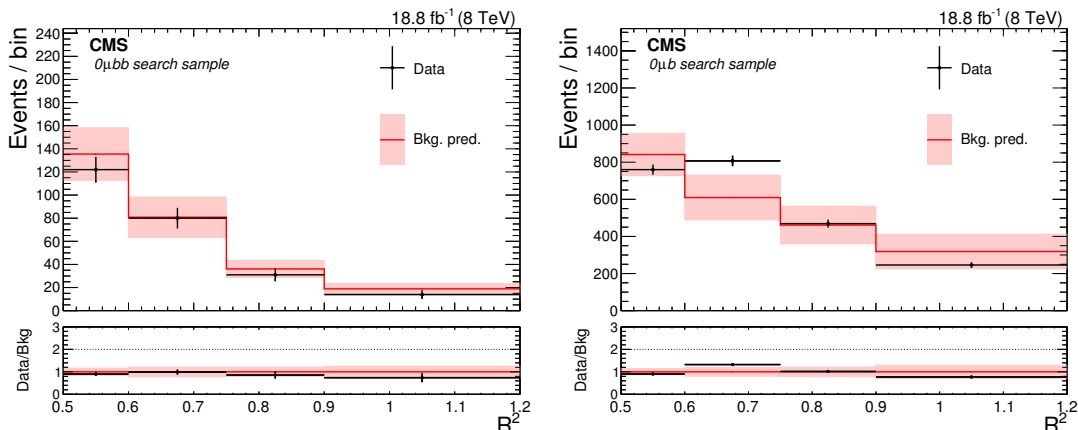 18.8 fb⁻¹ (8 TeV)
CMS
0μbb search sample
Data
Bkg. pred.
Events / bin
240
220
200
180
160
140
120
100
80
60
40
20
0
Data/Bkg
3
2
1
0
0.5 0.6 0.7 0.8 0.9 1 1.1 1.2
R²
18.8 fb⁻¹ (8 TeV)
CMS
0μb search sample
Data
Bkg. pred.
Events / bin
1400
1200
1000
800
600
400
200
0
Data/Bkg
3
2
1
0
0.5 0.6 0.7 0.8 0.9 1 1.1 1.2
R²